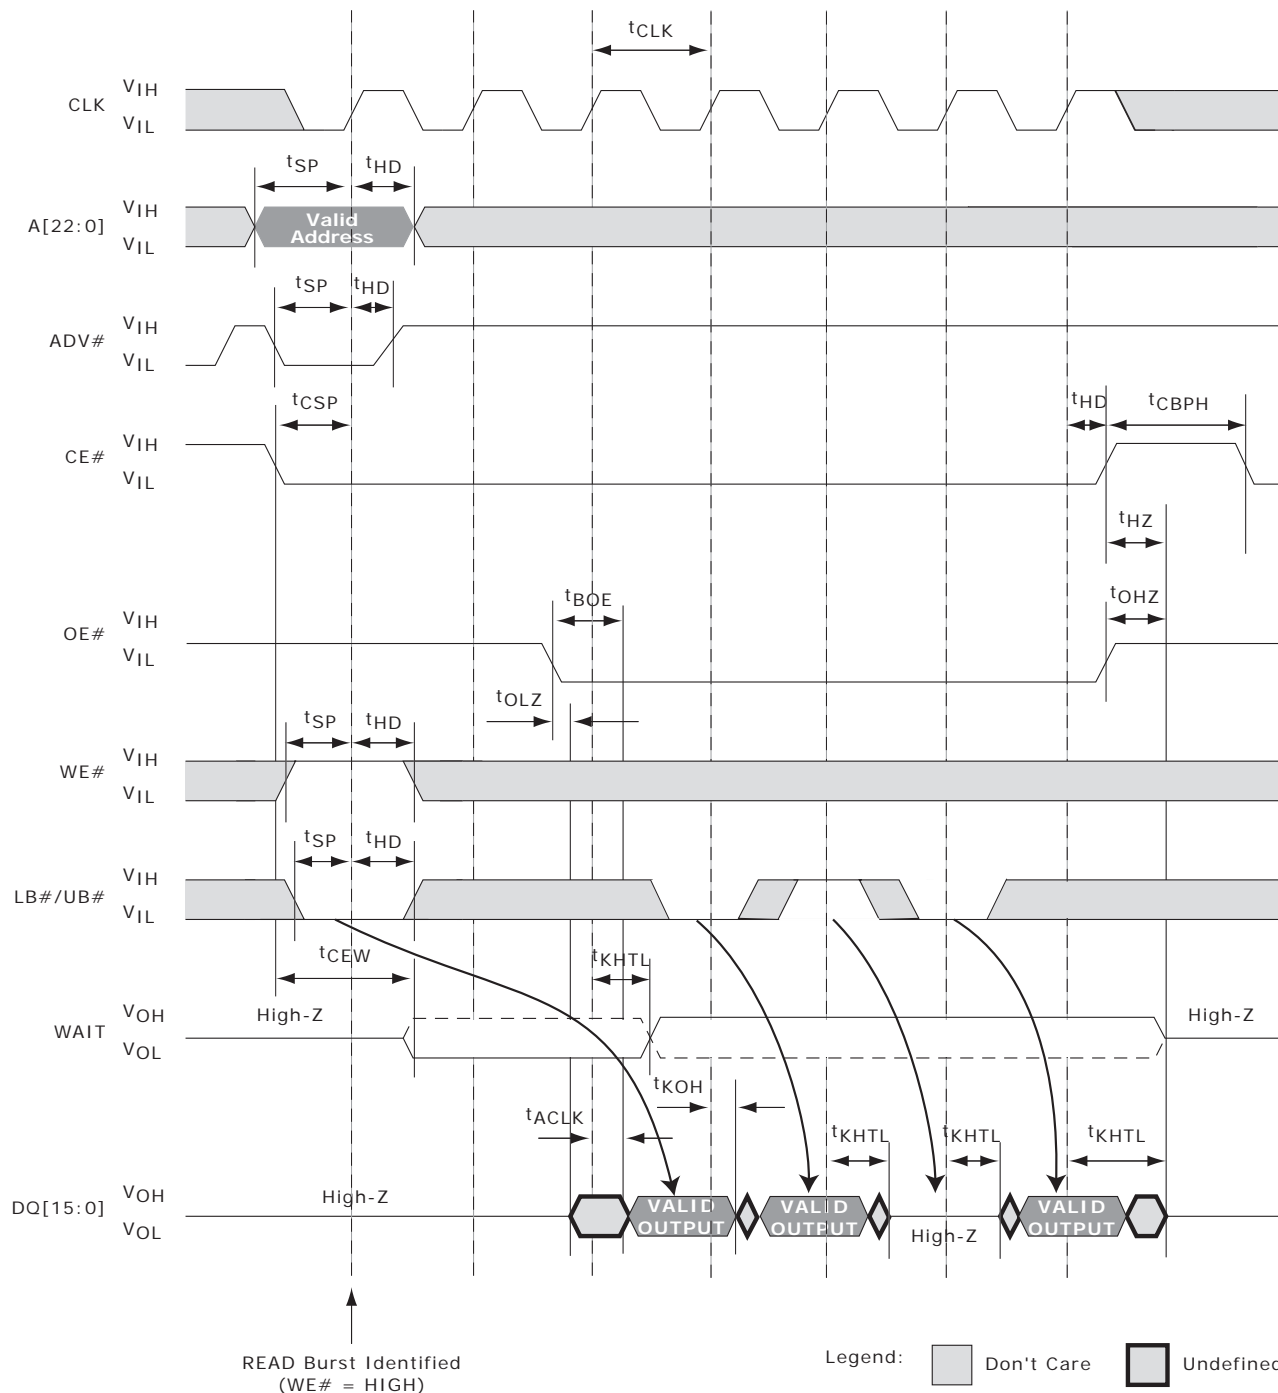 tCLK
CLK
VIH
VIL
tSP
tHD
A[22:0]
VIH
VIL
Valid
Address
tSP
tHD
ADV#
VIH
VIL
tCSP
tHD
tCBPH
CE#
VIH
VIL
tHZ
tBOE
tOHZ
OE#
VIH
VIL
tOLZ
tSP
tHD
WE#
VIH
VIL
tSP
tHD
LB#/UB#
VIH
VIL
tCEW
tKHTL
WAIT
VOH
VOL
High-Z
High-Z
tKOH
tACLK
tKHTL
tKHTL
tKHTL
DQ[15:0]
VOH
VOL
High-Z
VALID
OUTPUT
VALID
OUTPUT
High-Z
VALID
OUTPUT
READ Burst Identified
(WE# = HIGH)
Legend:
Don't Care
Undefined